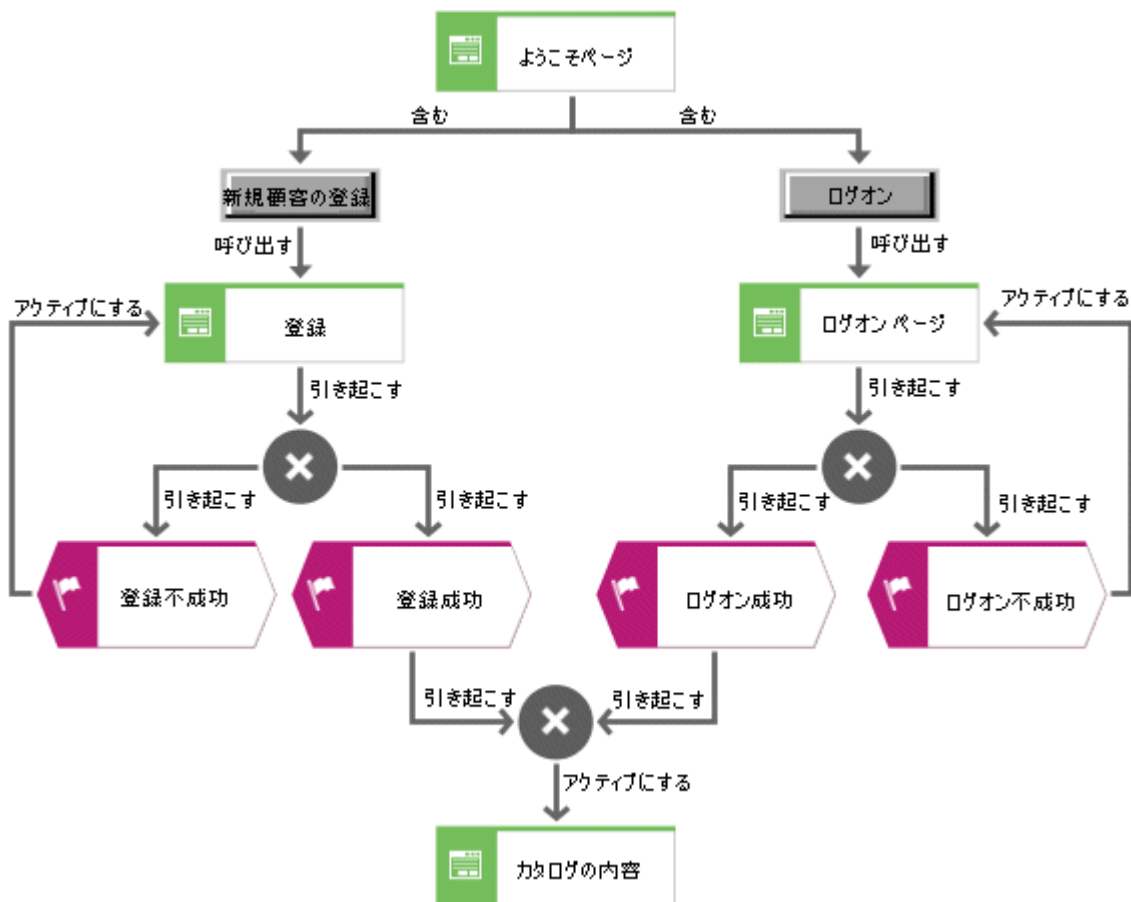 ようこそページ
含む
含む
新規顧客の登録
ログオン
呼び出す
呼び出す
アクティブにする
アクティブにする
登録
ログオン ページ
引き起こす
引き起こす
引き起こす
引き起こす
引き起こす
引き起こす
登録不成功
登録成功
ログオン成功
ログオン不成功
引き起こす
引き起こす
アクティブにする
カタログの内容